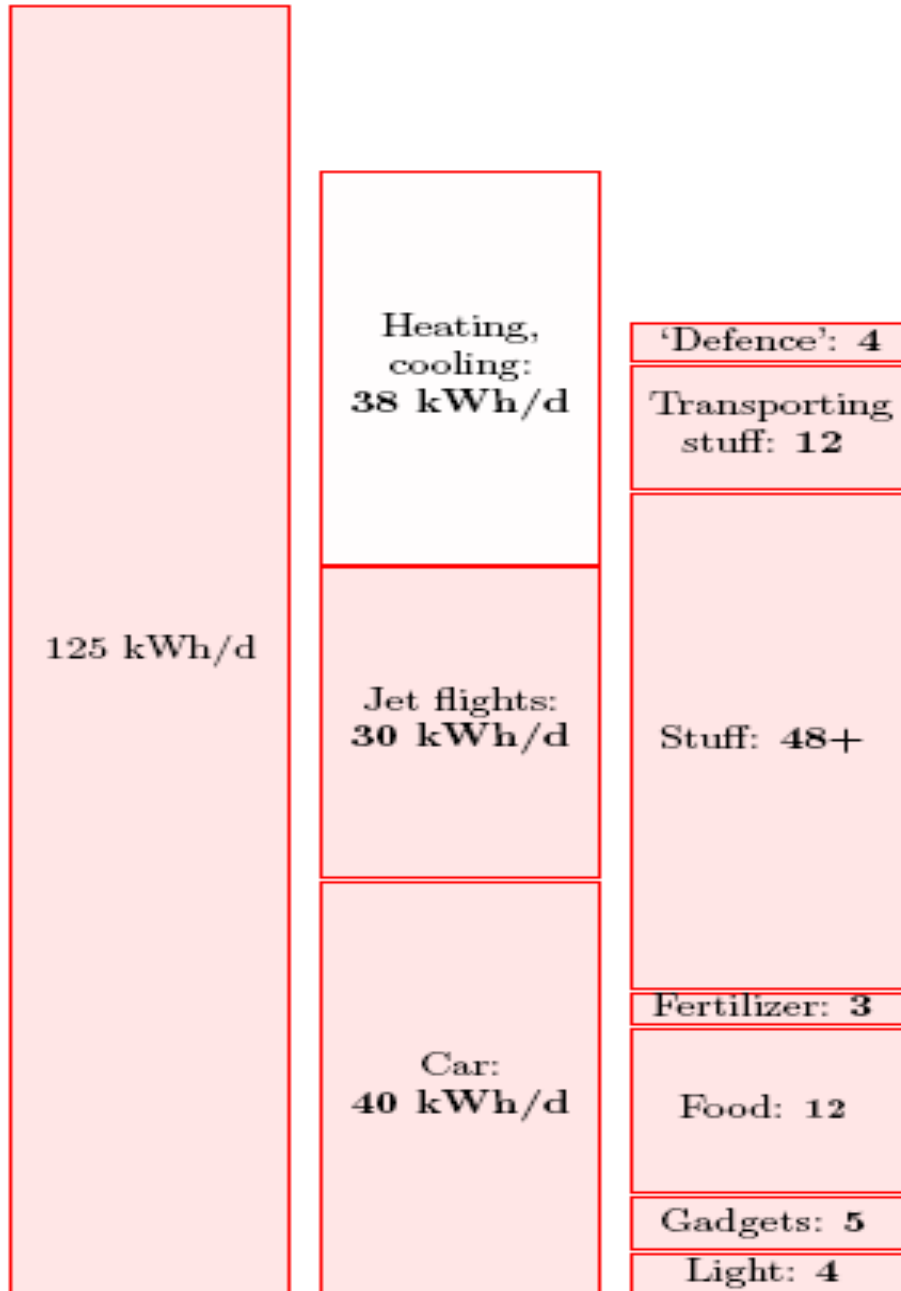 125 kWh/d
Heating,
cooling:
38 kWh/d
Jet flights:
30 kWh/d
Car:
40 kWh/d
‘Defence’: 4
Transporting
stuff: 12
Stuff: 48+
Fertilizer: 3
Food: 12
Gadgets: 5
Light: 4